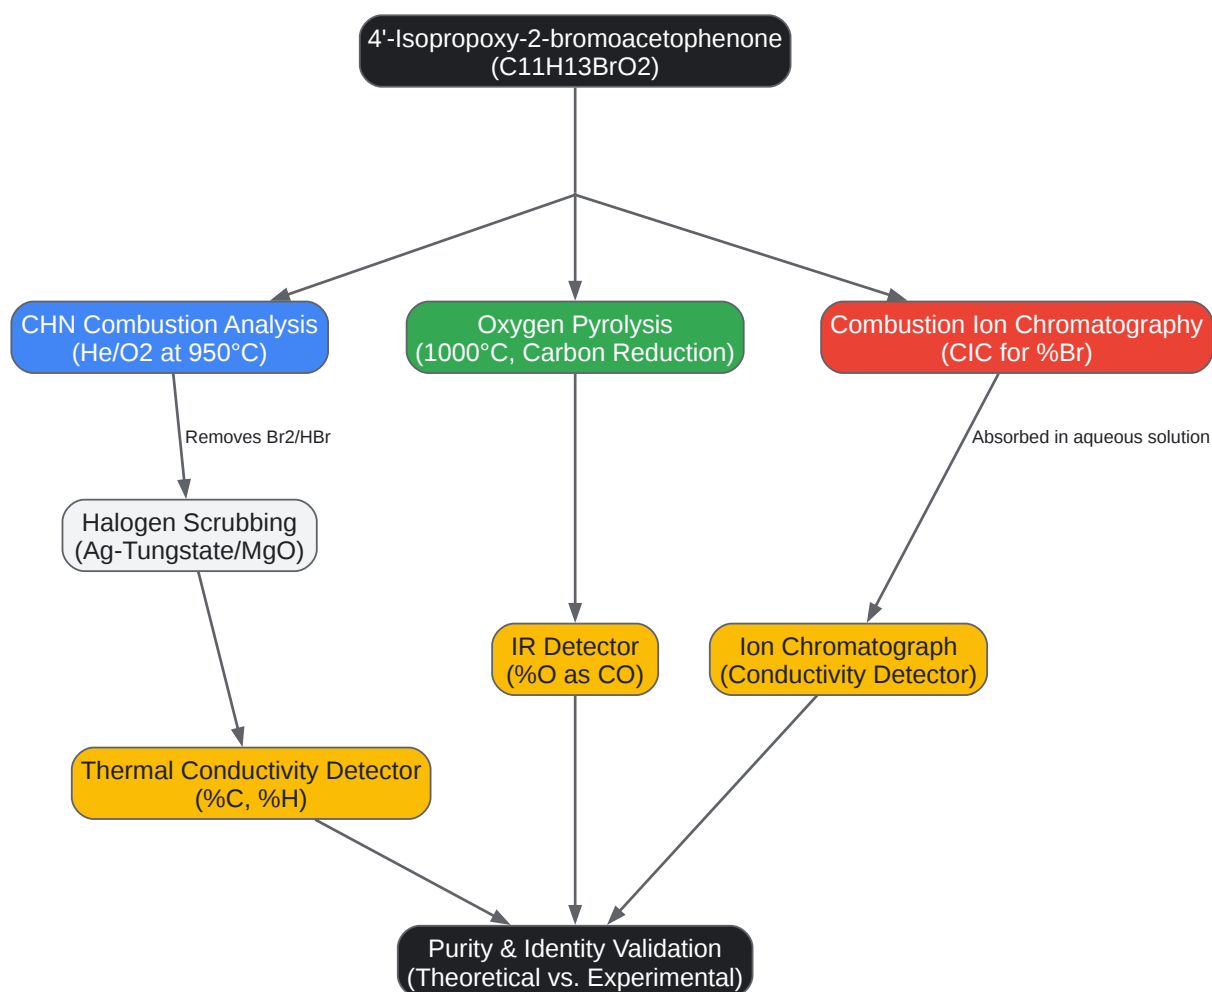 4'-Isopropoxy-2-bromoacetophenone
(C11H13BrO2)
CHN Combustion Analysis
(He/O2 at 950°C)
Oxygen Pyrolysis
(1000°C, Carbon Reduction)
Combustion Ion Chromatography
(CIC for %Br)
Removes Br2/HBr
Absorbed in aqueous solution
Halogen Scrubbing
(Ag-Tungstate/MgO)
IR Detector
(%O as CO)
Ion Chromatograph
(Conductivity Detector)
Thermal Conductivity Detector
(%C, %H)
Purity & Identity Validation
(Theoretical vs. Experimental)